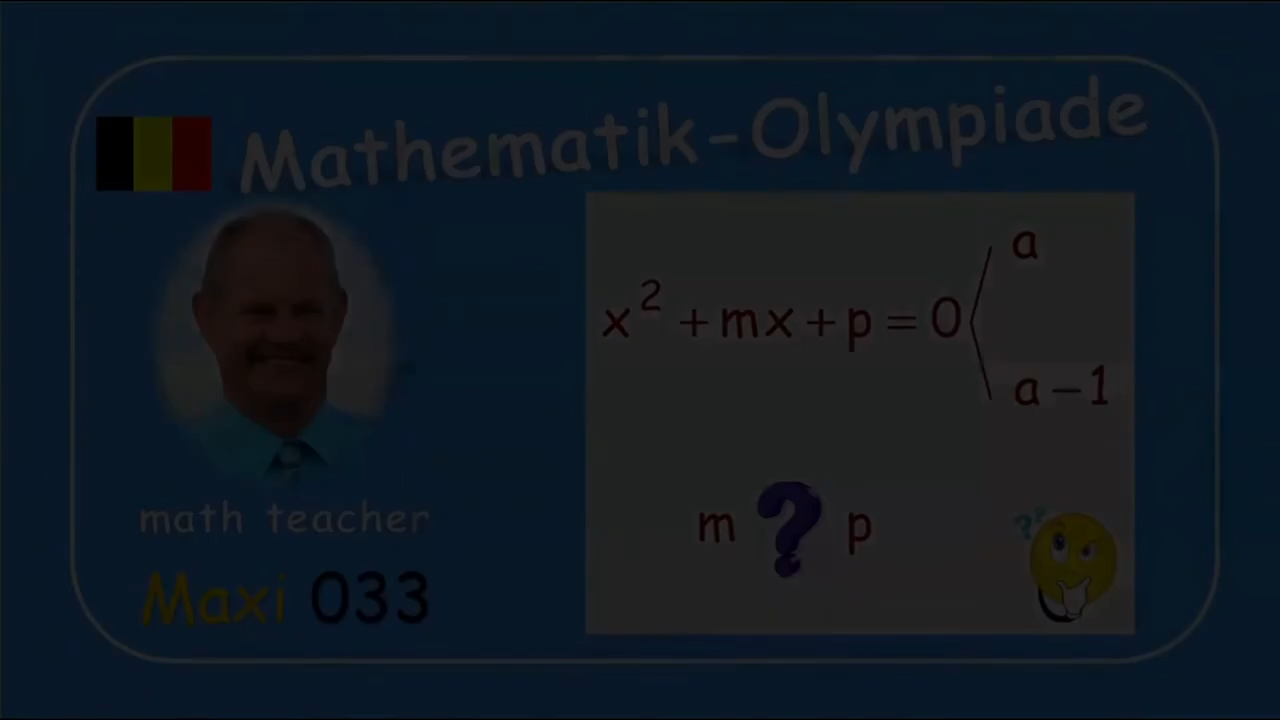 Mathematik-Olympiade
x² + mx + p = 0
a
a − 1
m ? p
??
math teacher
Maxi 033